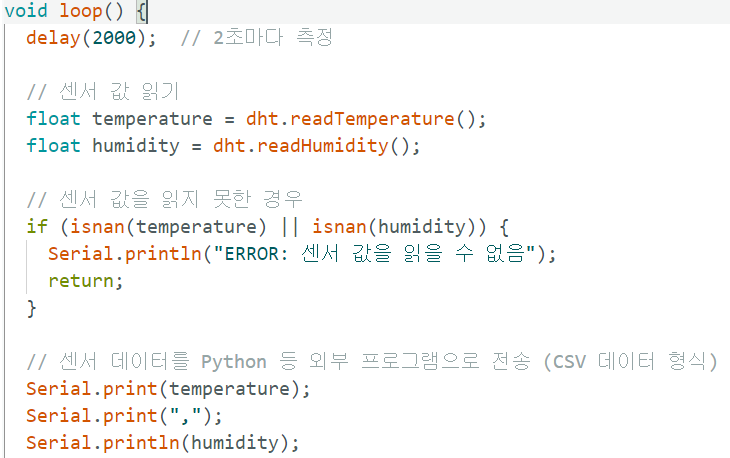 void loop() {
  delay(2000);  // 2초마다 측정
  // 센서 값 읽기
  float temperature = dht.readTemperature();
  float humidity = dht.readHumidity();
  // 센서 값을 읽지 못한 경우
  if (isnan(temperature) || isnan(humidity)) {
    Serial.println("ERROR: 센서 값을 읽을 수 없음");
    return;
  }
  // 센서 데이터를 Python 등 외부 프로그램으로 전송 (CSV 데이터 형식)
  Serial.print(temperature);
  Serial.print(",");
  Serial.println(humidity);